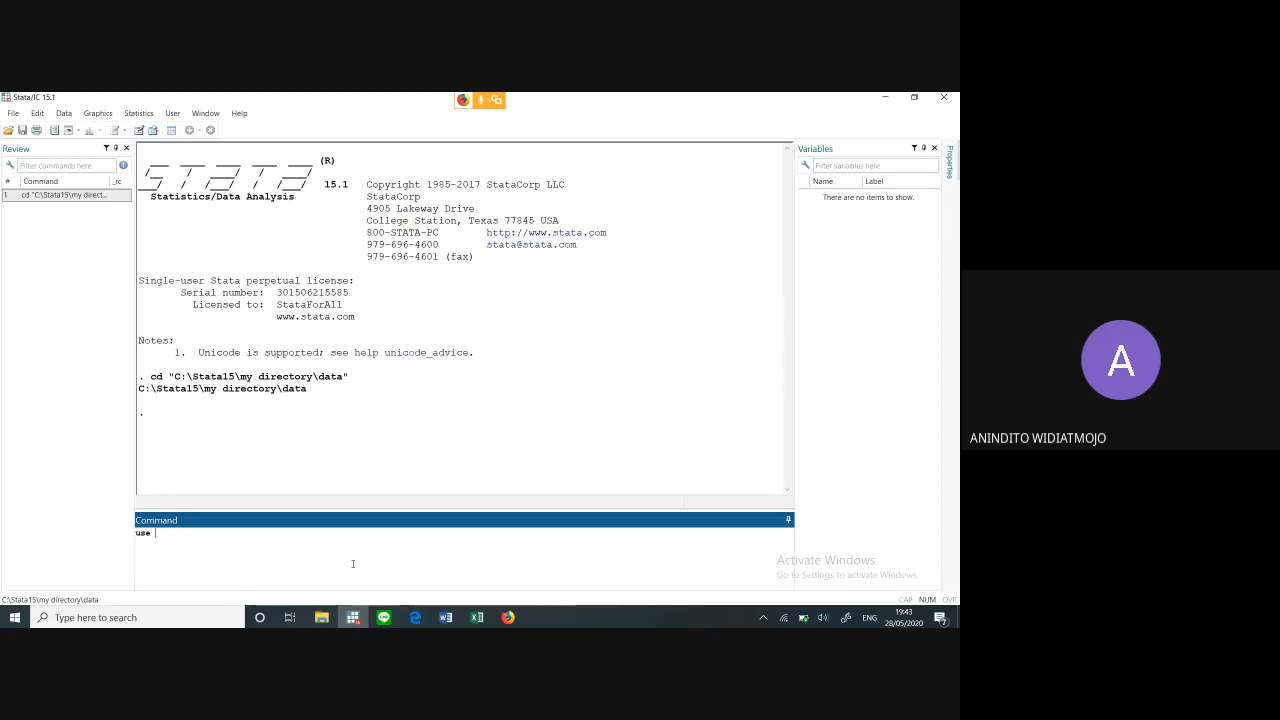 Stata/IC 15.1
File Edit Data Graphics Statistics User Window Help
Review
Filter commands here
# Command _rc
1 cd "C:\Stata15\my direct...
(R)
15.1 Copyright 1985-2017 StataCorp LLC
Statistics/Data Analysis StataCorp
4905 Lakeway Drive
College Station, Texas 77845 USA
800-STATA-PC http://www.stata.com
979-696-4600 stata@stata.com
979-696-4601 (fax)
Single-user Stata perpetual license:
Serial number: 301506215585
Licensed to: StataForAll
www.stata.com
Notes:
1. Unicode is supported; see help unicode_advice.
. cd "C:\Stata15\my directory\data"
C:\Stata15\my directory\data
.
Command
use
Variables
Filter variables here
Name Label
There are no items to show.
Properties
Activate Windows
Go to Settings to activate Windows.
C:\Stata15\my directory\data
CAP NUM OVR
Type here to search
ENG
19:43
28/05/2020
A
ANINDITO WIDIATMOJO